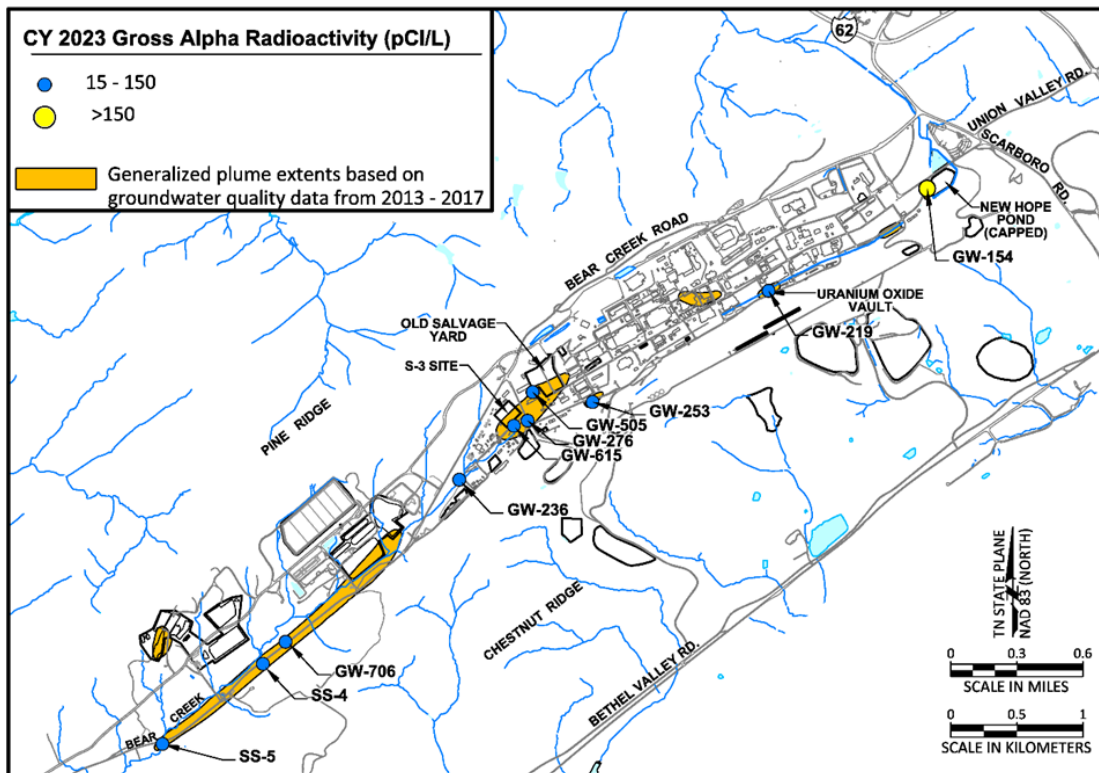 CY 2023 Gross Alpha Radioactivity (pCI/L)
15 - 150
>150
Generalized plume extents based on
groundwater quality data from 2013 - 2017
62
UNION VALLEY RD.
SCARBORO RD.
NEW HOPE
POND
(CAPPED)
GW-154
BEAR CREEK ROAD
URANIUM OXIDE
VAULT
GW-219
OLD SALVAGE
YARD
S-3 SITE
GW-253
GW-505
GW-276
GW-615
PINE RIDGE
GW-236
CHESTNUT RIDGE
BETHEL VALLEY RD.
GW-706
SS-4
BEAR CREEK
SS-5
TN STATE PLANE
NAD 83 (NORTH)
0 0.3 0.6
SCALE IN MILES
0 0.5 1
SCALE IN KILOMETERS